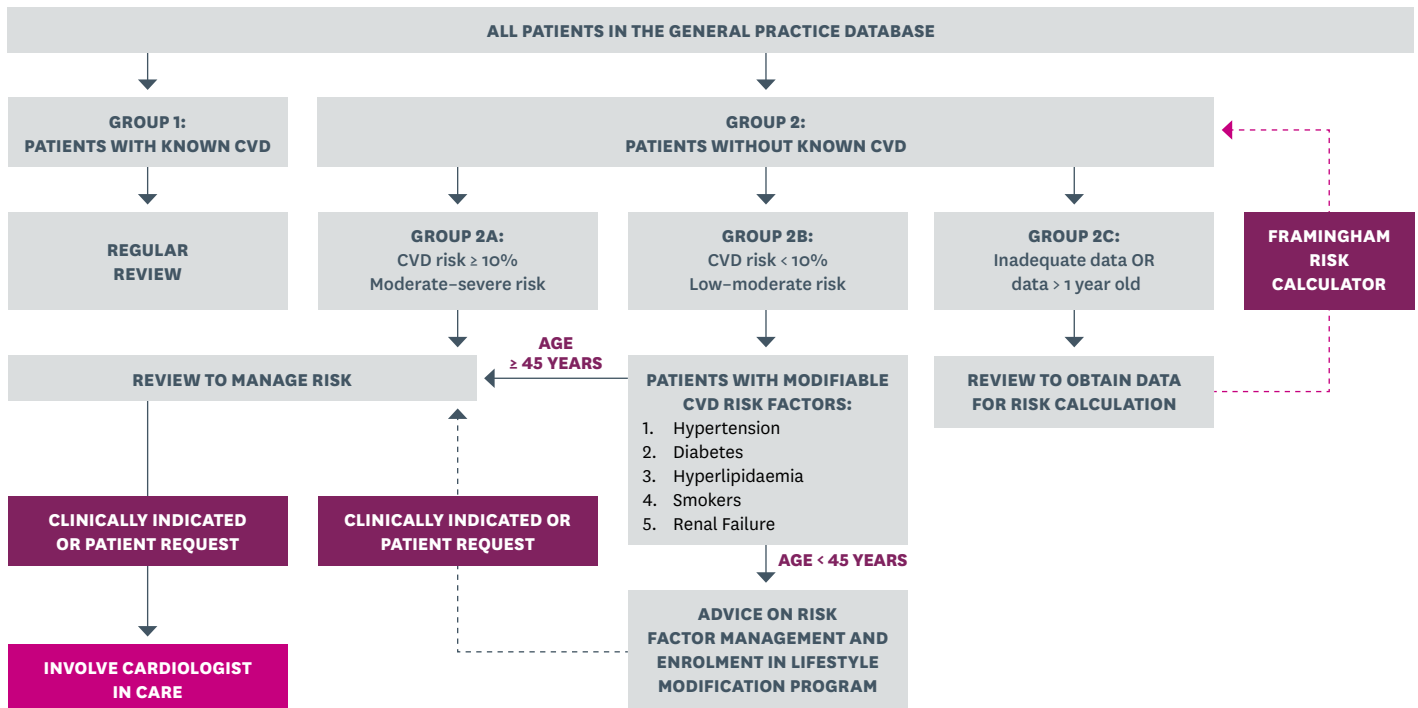 ALL PATIENTS IN THE GENERAL PRACTICE DATABASE
GROUP 1:
PATIENTS WITH KNOWN CVD
GROUP 2:
PATIENTS WITHOUT KNOWN CVD
REGULAR
REVIEW
GROUP 2A:
CVD risk ≥ 10%
Moderate–severe risk
GROUP 2B:
CVD risk < 10%
Low–moderate risk
GROUP 2C:
Inadequate data OR
data > 1 year old
FRAMINGHAM
RISK
CALCULATOR
REVIEW TO MANAGE RISK
AGE
≥ 45 YEARS
PATIENTS WITH MODIFIABLE
CVD RISK FACTORS:
1. Hypertension
2. Diabetes
3. Hyperlipidaemia
4. Smokers
5. Renal Failure
REVIEW TO OBTAIN DATA
FOR RISK CALCULATION
CLINICALLY INDICATED
OR PATIENT REQUEST
CLINICALLY INDICATED OR
PATIENT REQUEST
AGE < 45 YEARS
ADVICE ON RISK
FACTOR MANAGEMENT AND
ENROLMENT IN LIFESTYLE
MODIFICATION PROGRAM
INVOLVE CARDIOLOGIST
IN CARE